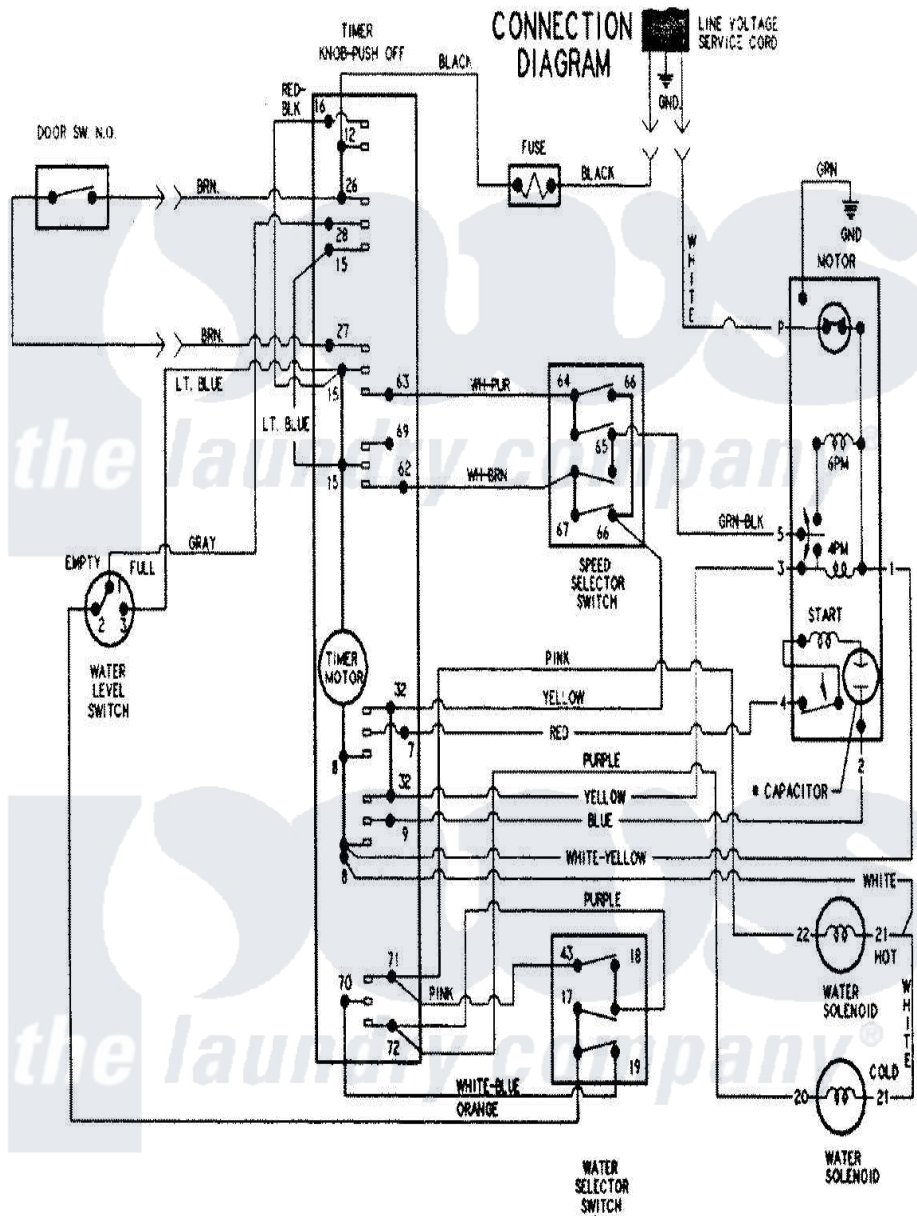 CONNECTION
DIAGRAM
LINE VOLTAGE
SERVICE CORD
GND.
TIMER
KNOB-PUSH OFF
BLACK
RED-
BLK
16
12
DOOR SW. N.O.
FUSE
BLACK
BRN.
26
28
15
GRN
GND
MOTOR
WHITE
P
BRN.
27
LT. BLUE
15
63
WH-PUR
64
66
69
65
LT. BLUE
15
62
WH-BRN
67
66
6PM
GRN-BLK
5
4PM
3
1
SPEED
SELECTOR
SWITCH
GRAY
EMPTY
FULL
1
2
3
WATER
LEVEL
SWITCH
START
TIMER
MOTOR
PINK
32
YELLOW
4
RED
7
8
PURPLE
2
* CAPACITOR
32
YELLOW
BLUE
9
WHITE-YELLOW
8
WHITE
PURPLE
22
21
HOT
WATER
SOLENOID
71
43
18
70
PINK
17
72
19
WHITE
WHITE-BLUE
ORANGE
COLD
20
21
WATER
SOLENOID
WATER
SELECTOR
SWITCH
the laundry company®
the laundry company®